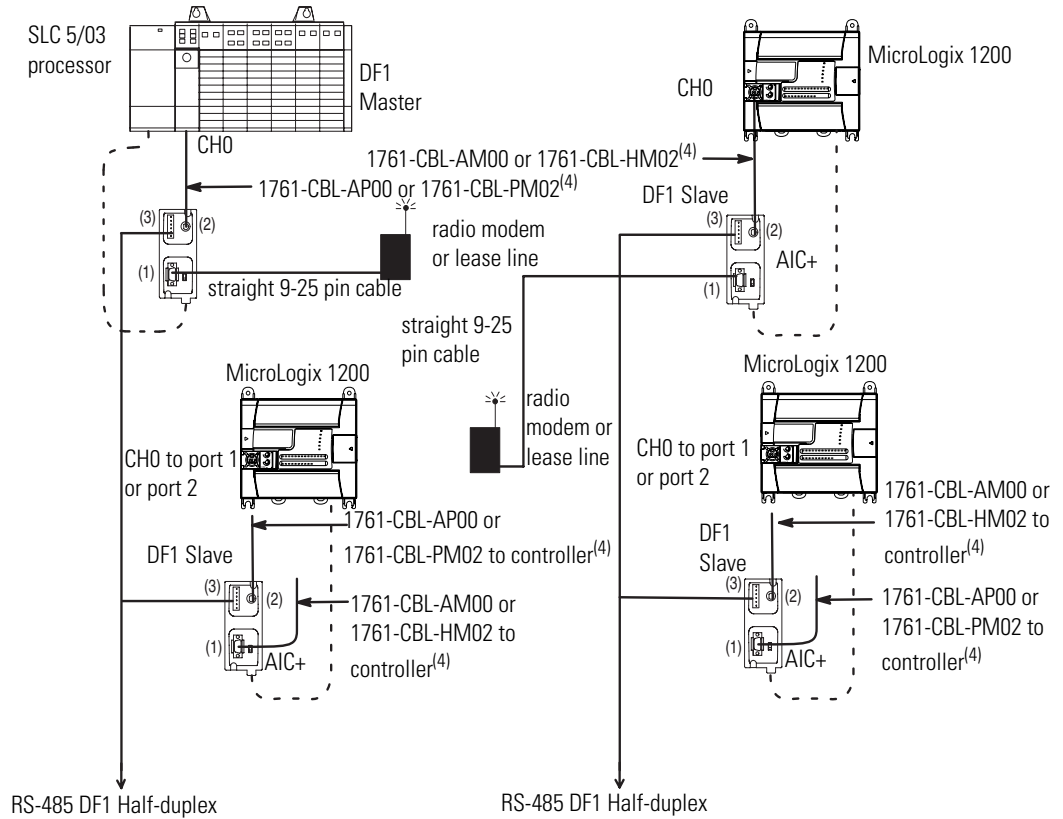 SLC 5/03
processor
DF1
Master
CH0
1761-CBL-AP00 or 1761-CBL-PM02(4)
(3)
(2)
(1)
straight 9-25 pin cable
radio modem
or lease line
MicroLogix 1200
CH0
1761-CBL-AM00 or 1761-CBL-HM02(4)
DF1 Slave
(3)
(2)
AIC+
(1)
straight 9-25
pin cable
radio
modem or
lease line
MicroLogix 1200
CH0 to port 1
or port 2
1761-CBL-AP00 or
1761-CBL-PM02 to controller(4)
DF1 Slave
(3)
(2)
1761-CBL-AM00 or
1761-CBL-HM02 to
controller(4)
(1)
AIC+
MicroLogix 1200
CH0 to port 1
or port 2
1761-CBL-AM00 or
1761-CBL-HM02 to
controller(4)
DF1
Slave
(3)
(2)
1761-CBL-AP00 or
1761-CBL-PM02 to
controller(4)
(1)
AIC+
RS-485 DF1 Half-duplex
RS-485 DF1 Half-duplex